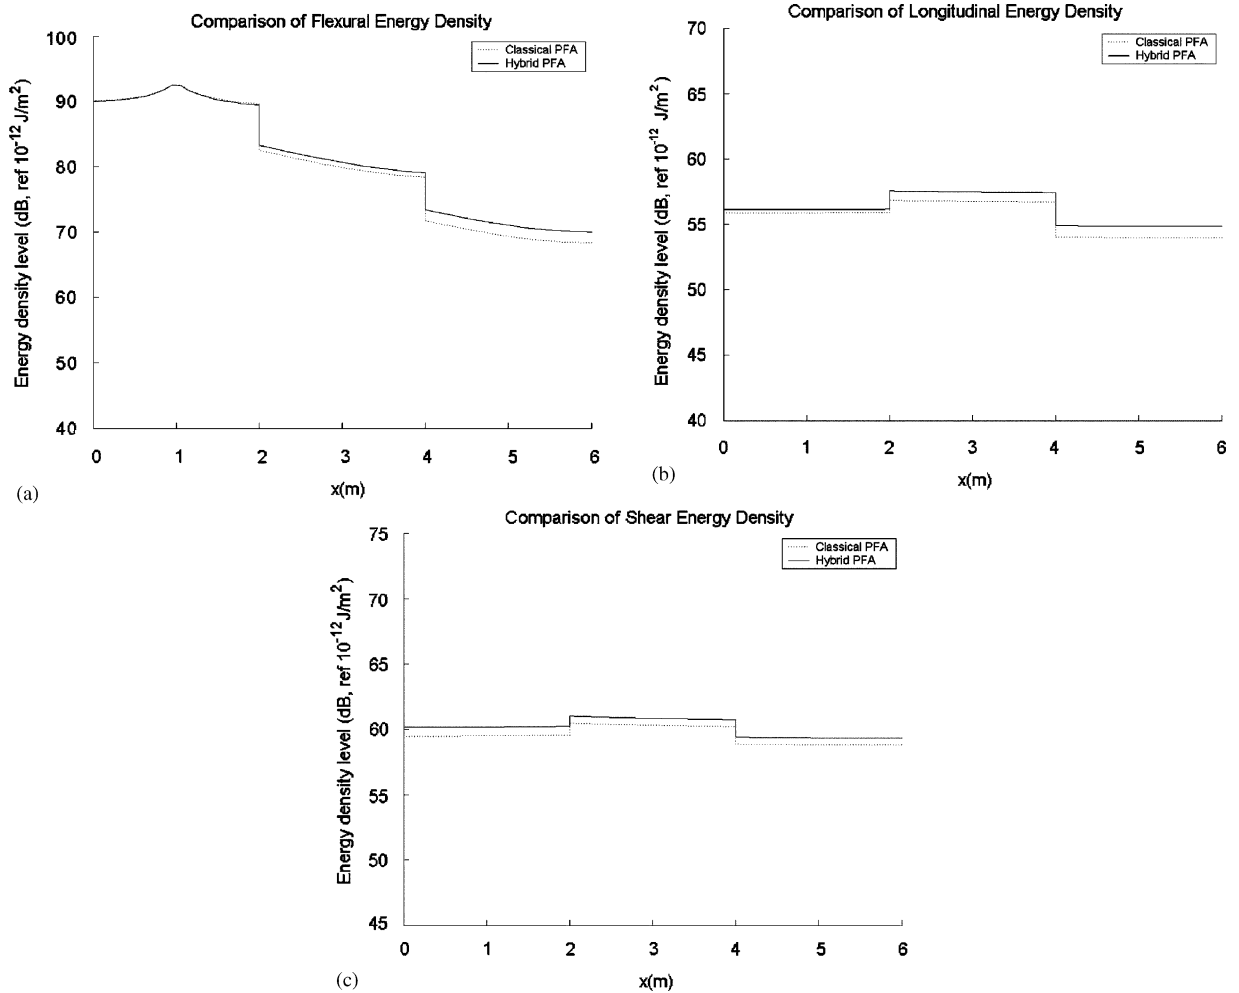 Comparison of Flexural Energy Density
100
90
80
70
60
50
40
Energy density level (dB, ref 10⁻¹² J/m²)
Classical PFA
Hybrid PFA
0 1 2 3 4 5 6
x(m)
(a)
Comparison of Longitudinal Energy Density
70
65
60
55
50
45
40
Energy density level (dB, ref 10⁻¹² J/m²)
Classical PFA
Hybrid PFA
0 1 2 3 4 5 6
x(m)
(b)
Comparison of Shear Energy Density
75
70
65
60
55
50
45
Energy density level (dB, ref 10⁻¹² J/m²)
Classical PFA
Hybrid PFA
0 1 2 3 4 5 6
x(m)
(c)